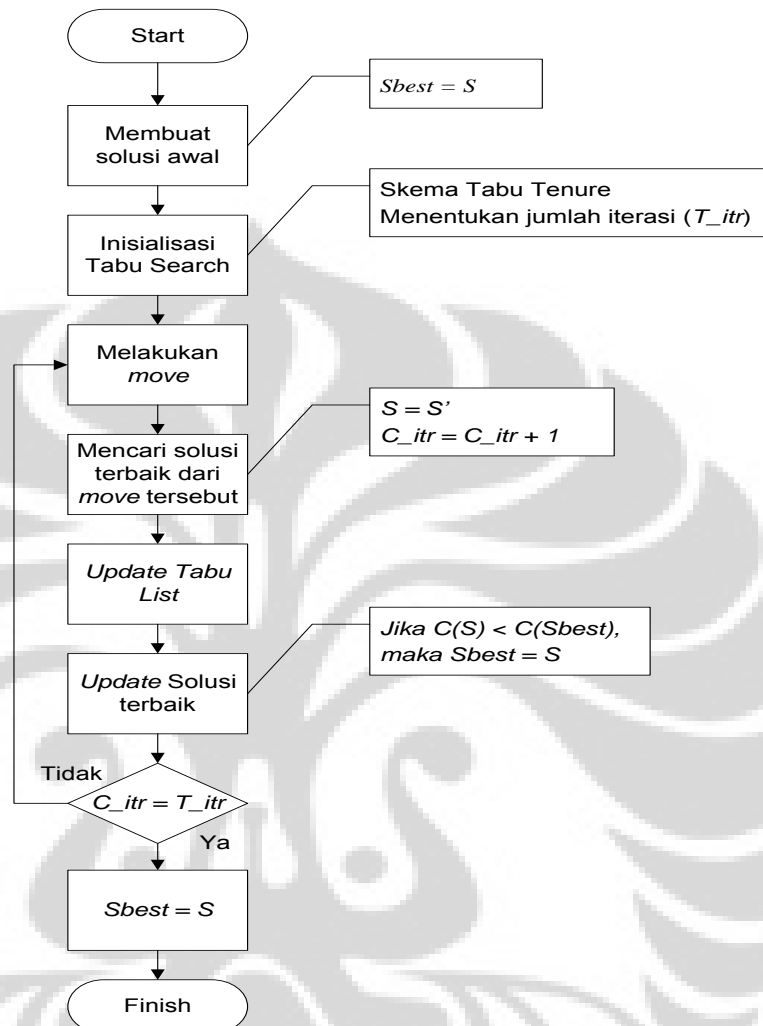 Start
Sbest = S
Membuat
solusi awal
Skema Tabu Tenure
Menentukan jumlah iterasi (T_itr)
Inisialisasi
Tabu Search
Melakukan
move
S = S’
C_itr = C_itr + 1
Mencari solusi
terbaik dari
move tersebut
Update Tabu
List
Jika C(S) < C(Sbest),
maka Sbest = S
Update Solusi
terbaik
Tidak
C_itr = T_itr
Ya
Sbest = S
Finish